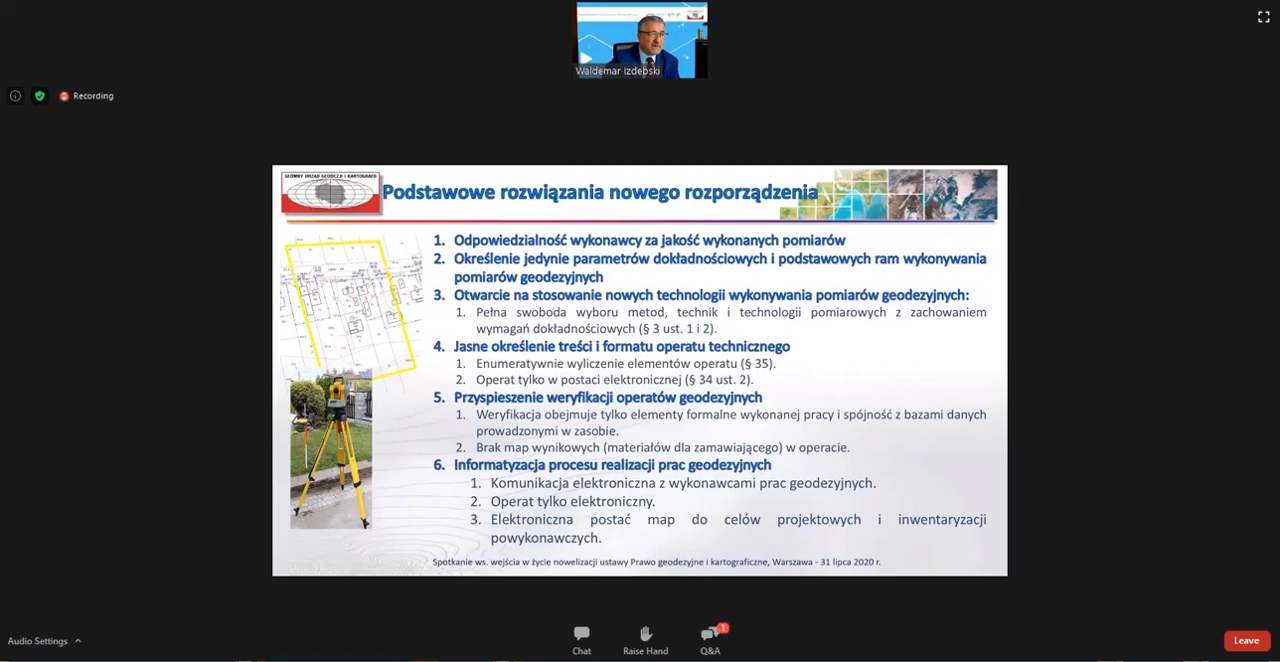 Waldemar Izdebski
Recording
GŁÓWNY URZĄD GEODEZJI I KARTOGRAFII
Podstawowe rozwiązania nowego rozporządzenia
1. Odpowiedzialność wykonawcy za jakość wykonanych pomiarów
2. Określenie jedynie parametrów dokładnościowych i podstawowych ram wykonywania
pomiarów geodezyjnych
3. Otwarcie na stosowanie nowych technologii wykonywania pomiarów geodezyjnych:
1. Pełna swoboda wyboru metod, technik i technologii pomiarowych z zachowaniem
wymagań dokładnościowych (§ 3 ust. 1 i 2).
4. Jasne określenie treści i formatu operatu technicznego
1. Enumeratywnie wyliczenie elementów operatu (§ 35).
2. Operat tylko w postaci elektronicznej (§ 34 ust. 2).
5. Przyspieszenie weryfikacji operatów geodezyjnych
1. Weryfikacja obejmuje tylko elementy formalne wykonanej pracy i spójność z bazami danych
prowadzonymi w zasobie.
2. Brak map wynikowych (materiałów dla zamawiającego) w operacie.
6. Informatyzacja procesu realizacji prac geodezyjnych
1. Komunikacja elektroniczna z wykonawcami prac geodezyjnych.
2. Operat tylko elektroniczny.
3. Elektroniczna postać map do celów projektowych i inwentaryzacji
powykonawczych.
Spotkanie ws. wejścia w życie nowelizacji ustawy Prawo geodezyjne i kartograficzne, Warszawa - 31 lipca 2020 r.
Audio Settings
Chat
Raise Hand
1
Q&A
Leave